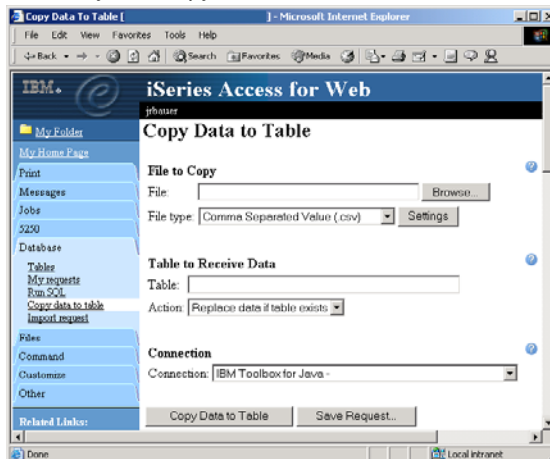 Copy Data To Table [ ] - Microsoft Internet Explorer
File Edit View Favorites Tools Help
Back Search Favorites Media
IBM.
iSeries Access for Web
jrbauer
My Folder
My Home Page
Print
Messages
Jobs
5250
Database
Tables
My requests
Run SQL
Copy data to table
Import request
Files
Command
Customize
Other
Related Links:
Copy Data to Table
File to Copy
File: Browse...
File type: Comma Separated Value (.csv) Settings
Table to Receive Data
Table:
Action: Replace data if table exists
Connection
Connection: IBM Toolbox for Java -
Copy Data to Table Save Request...
Done Local intranet